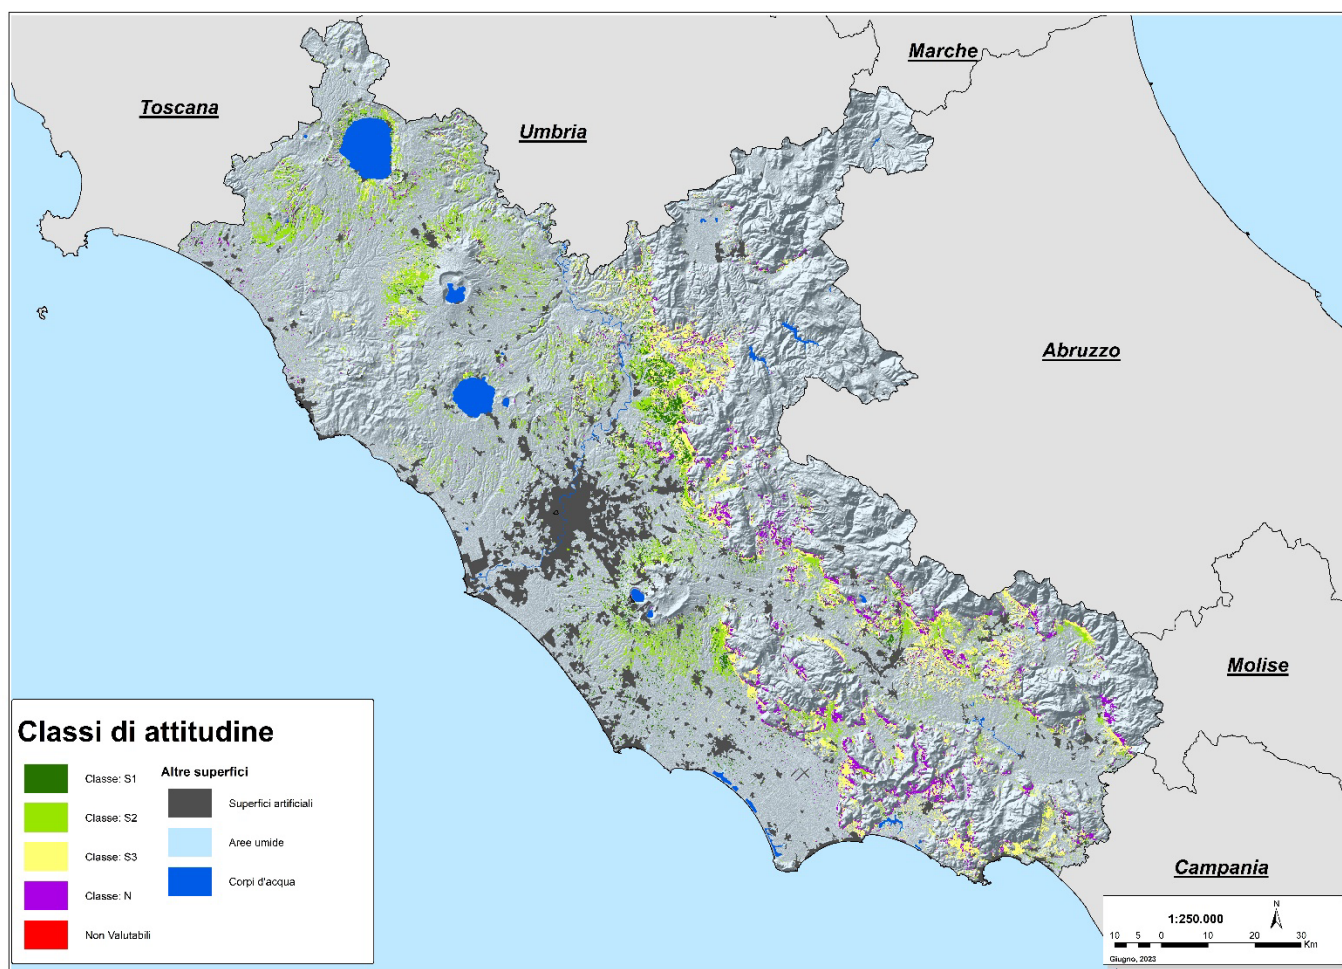 Marche
Toscana
Umbria
Abruzzo
Molise
Campania
Classi di attitudine
Classe: S1
Classe: S2
Classe: S3
Classe: N
Non Valutabili
Altre superfici
Superfici artificiali
Aree umide
Corpi d'acqua
N
1:250.000
10 5 0 10 20 30
Km
Giugno, 2023